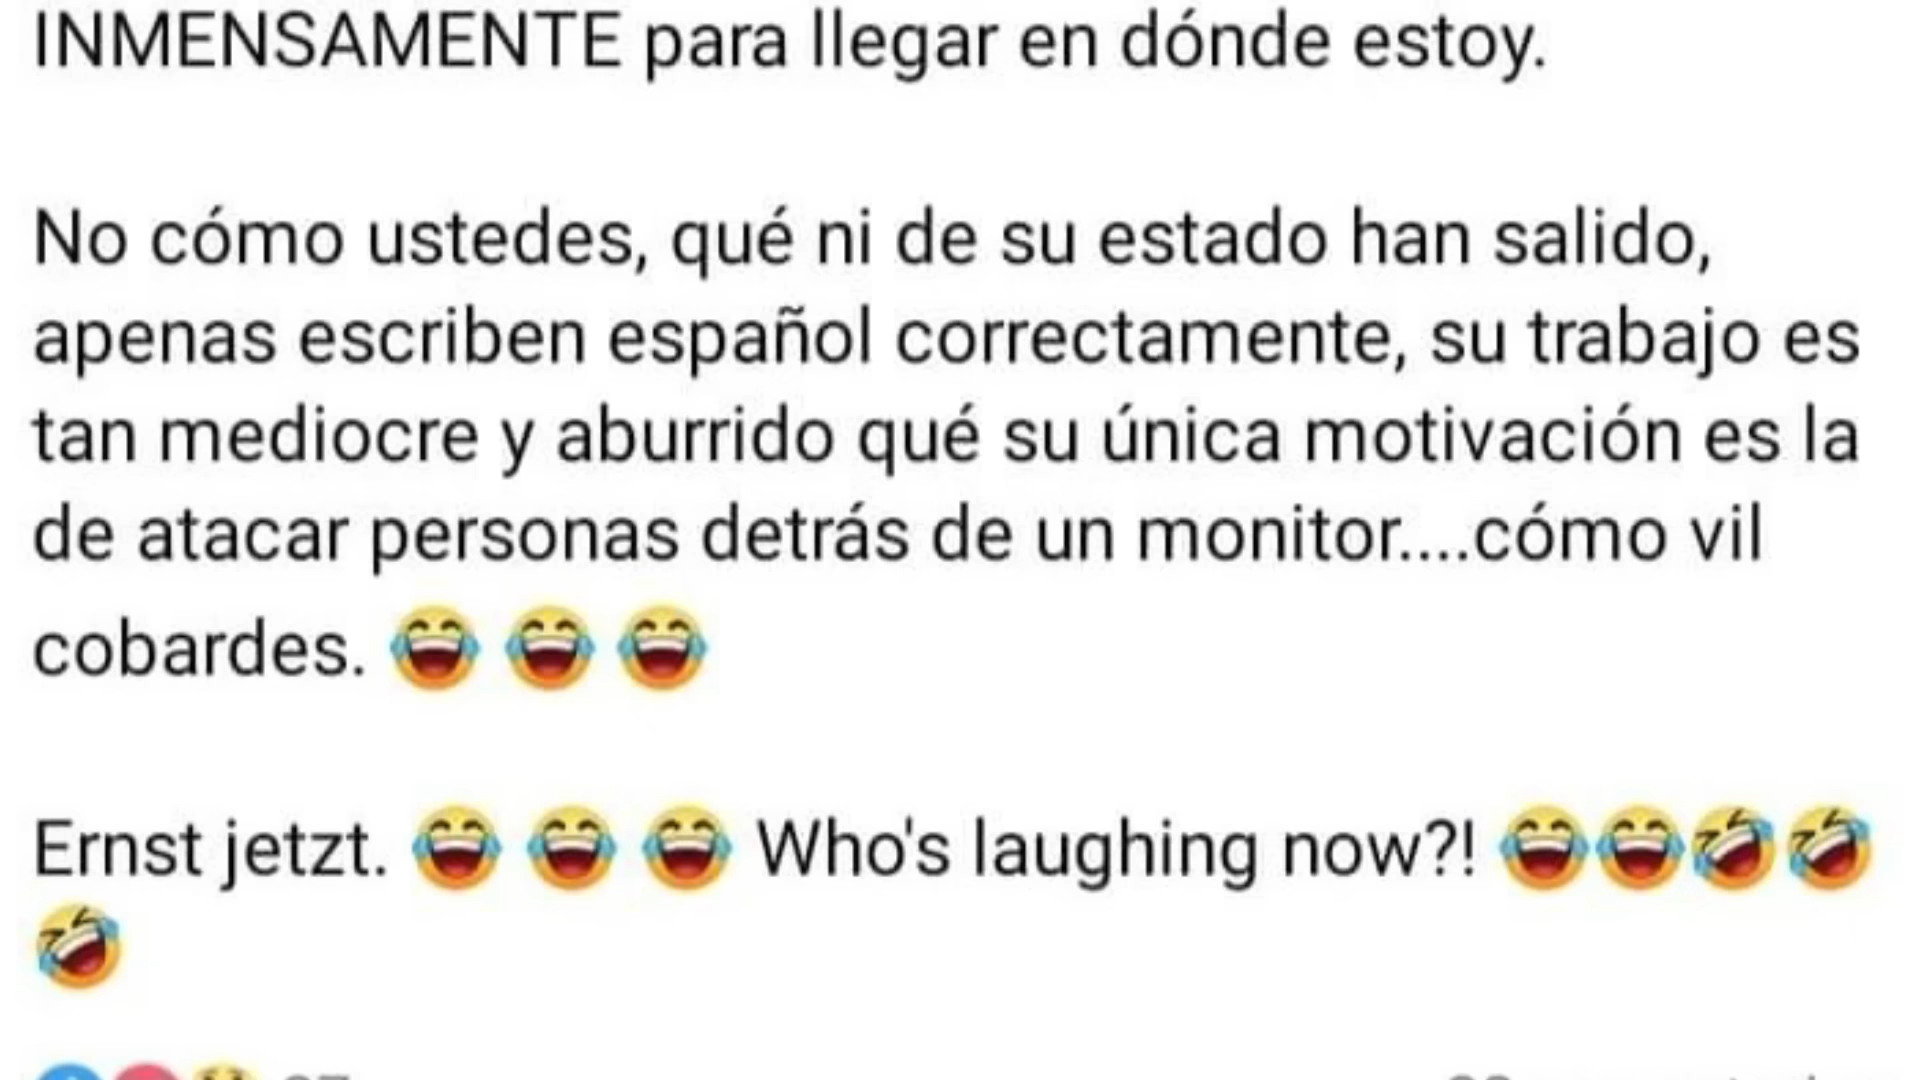 INMENSAMENTE para llegar en dónde estoy.
No cómo ustedes, qué ni de su estado han salido,
apenas escriben español correctamente, su trabajo es
tan mediocre y aburrido qué su única motivación es la
de atacar personas detrás de un monitor....cómo vil
cobardes. 😂 😂 😂
Ernst jetzt. 😂 😂 😂 Who's laughing now?! 😂😂🤣🤣
🤣